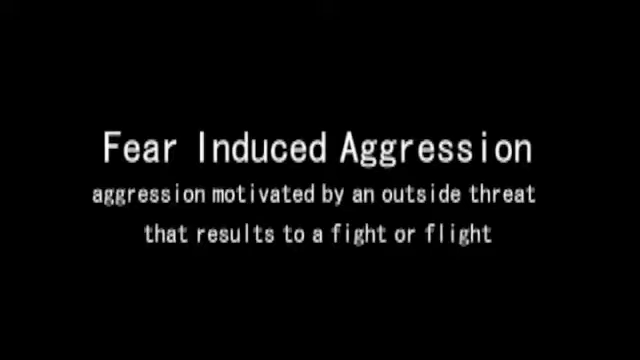 Fear Induced Aggression
aggression motivated by an outside threat
that results to a fight or flight